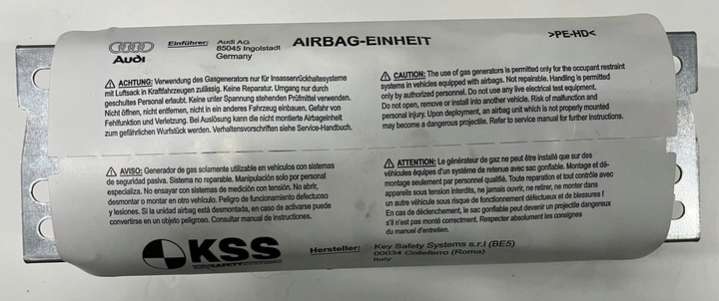 Audi
Einführer:
Audi AG
85045 Ingolstadt
Germany
AIRBAG-EINHEIT
>PE-HD<
ACHTUNG: Verwendung des Gasgenerators nur für Insassenrückhaltesysteme
mit Luftsack in Kraftfahrzeugen zulässig. Keine Reparatur. Umgang nur durch
geschultes Personal erlaubt. Keine unter Spannung stehenden Prüfmittel verwenden.
Nicht öffnen, nicht entfernen, nicht in ein anderes Fahrzeug einbauen. Gefahr von
Fehlfunktion und Verletzung. Bei Auslösung kann die nicht montierte Airbageinheit
zum gefährlichen Wurfstück werden. Verhaltensvorschriften siehe Service-Handbuch.
CAUTION: The use of gas generators is permitted only for the occupant restraint
systems in vehicles equipped with airbags. Not repairable. Handling is permitted
only by authorized personnel. Do not use any live electrical test equipment.
Do not open, remove or install into another vehicle. Risk of malfunction and
personal injury. Upon deployment, an airbag unit which is not properly mounted
may become a dangerous projectile. Refer to service manual for further instructions.
AVISO: Generador de gas solamente utilizable en vehículos con sistemas
de seguridad pasiva. Sistema no reparable. Manipulación solo por personal
especializa. No ensayar con sistemas de medición con tensión. No abrir,
desmontar o montar en otro vehículo. Peligro de funcionamiento defectuoso
y lesiones. Si la unidad airbag está desmontada, en caso de activarse puede
convertirse en un objeto peligroso. Consultar manual de instrucciones.
ATTENTION: Le générateur de gaz ne peut être installé que sur des
véhicules équipes d'un système de retenue avec sac gonflable. Montage et dé-
montage seulement par personnel qualifié. Toute réparation et tout contrôle avec
appareils sous tension interdits, ne jamais ouvrir, ne retirer, ne monter dans
un autre véhicule sous risque de fonctionnement défectueux et de blessures !
En cas de déclenchement, le sac gonflable peut devenir un projectile dangereux
s'il n'est pas monté correctement. Respecter absolument les consignes
du manuel d'instructions.
KSS
Hersteller:
Key Safety Systems s.r.l (BE5)
00034 Colleferro (Roma)
Italy